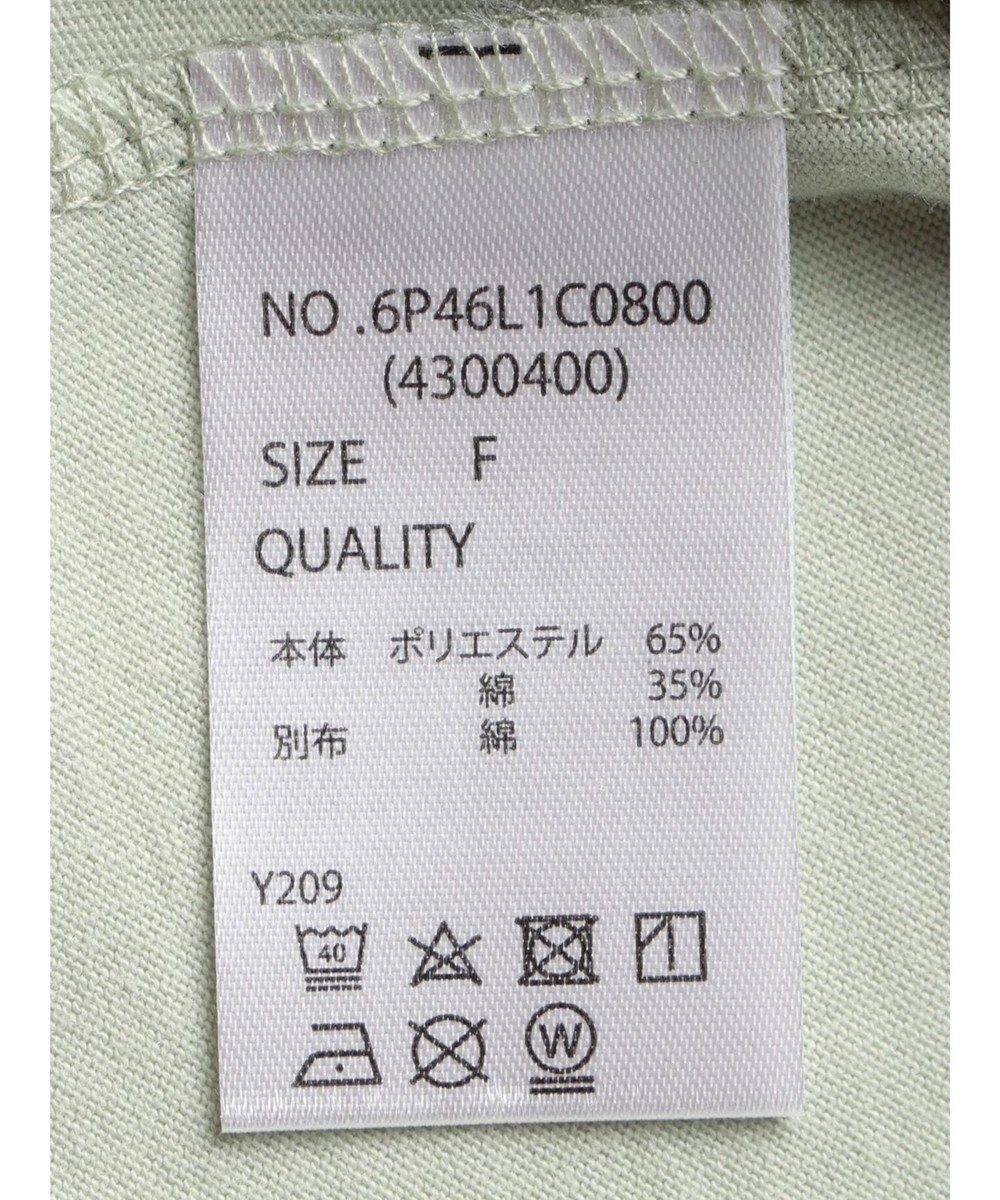 NO .6P46L1C0800
(4300400)
SIZE F
QUALITY
本体 ポリエステル 65%
綿 35%
別布 綿 100%
Y209
40
W